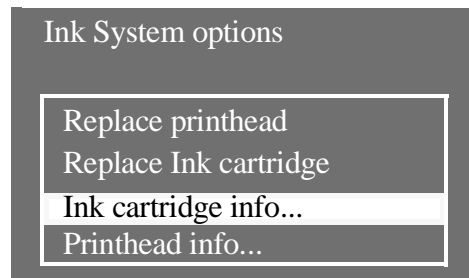 Ink System options
Replace printhead
Replace Ink cartridge
Ink cartridge info...
Printhead info...